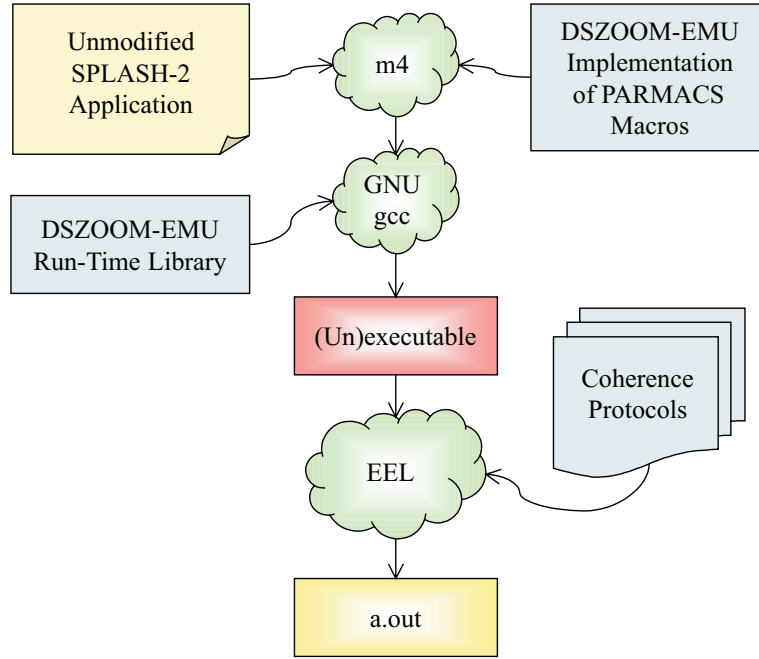 Unmodified
SPLASH-2
Application
m4
DSZOOM-EMU
Implementation
of PARMACS
Macros
GNU
gcc
DSZOOM-EMU
Run-Time Library
(Un)executable
Coherence
Protocols
EEL
a.out